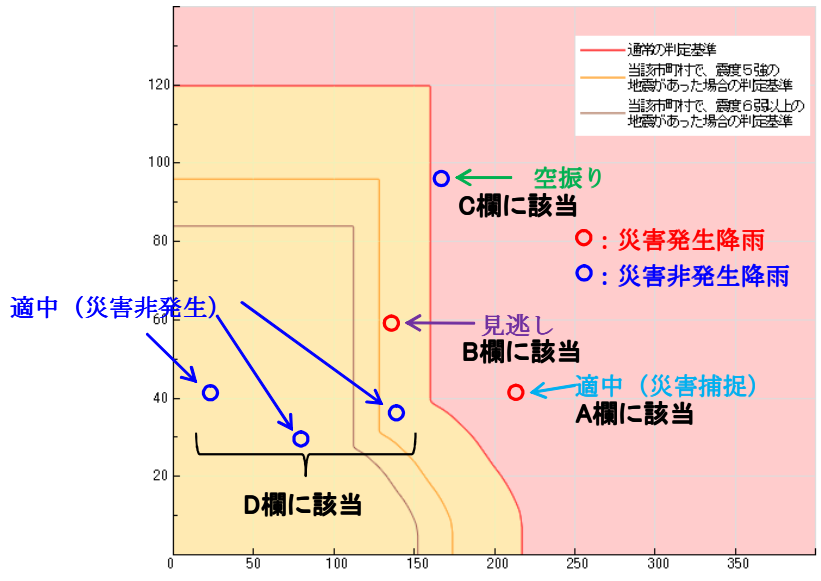 通常の判定基準
当該市町村で、震度５強の
地震があった場合の判定基準
当該市町村で、震度６弱以上の
地震があった場合の判定基準
120
100
80
60
40
20
0
50
100
150
200
250
300
350
空振り
C欄に該当
：災害発生降雨
：災害非発生降雨
適中（災害非発生）
見逃し
B欄に該当
適中（災害捕捉）
A欄に該当
D欄に該当